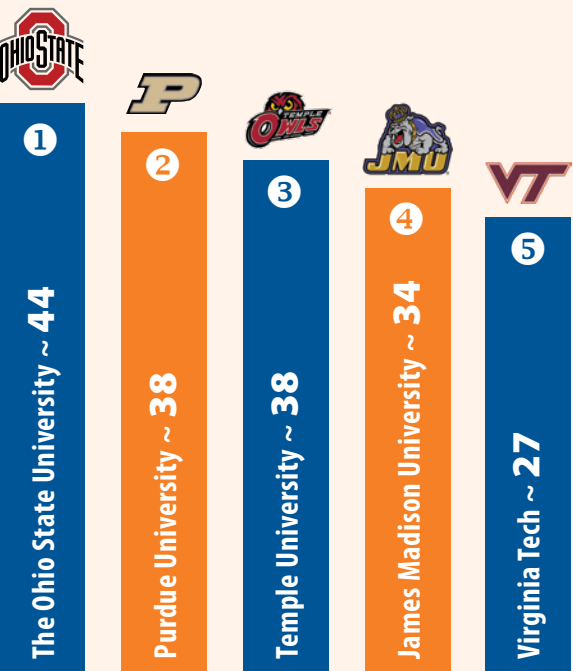 OHIO STATE
1
The Ohio State University ~ 44
P
2
Purdue University ~ 38
TEMPLE
OWLS
3
Temple University ~ 38
JMU
4
James Madison University ~ 34
VT
5
Virginia Tech ~ 27